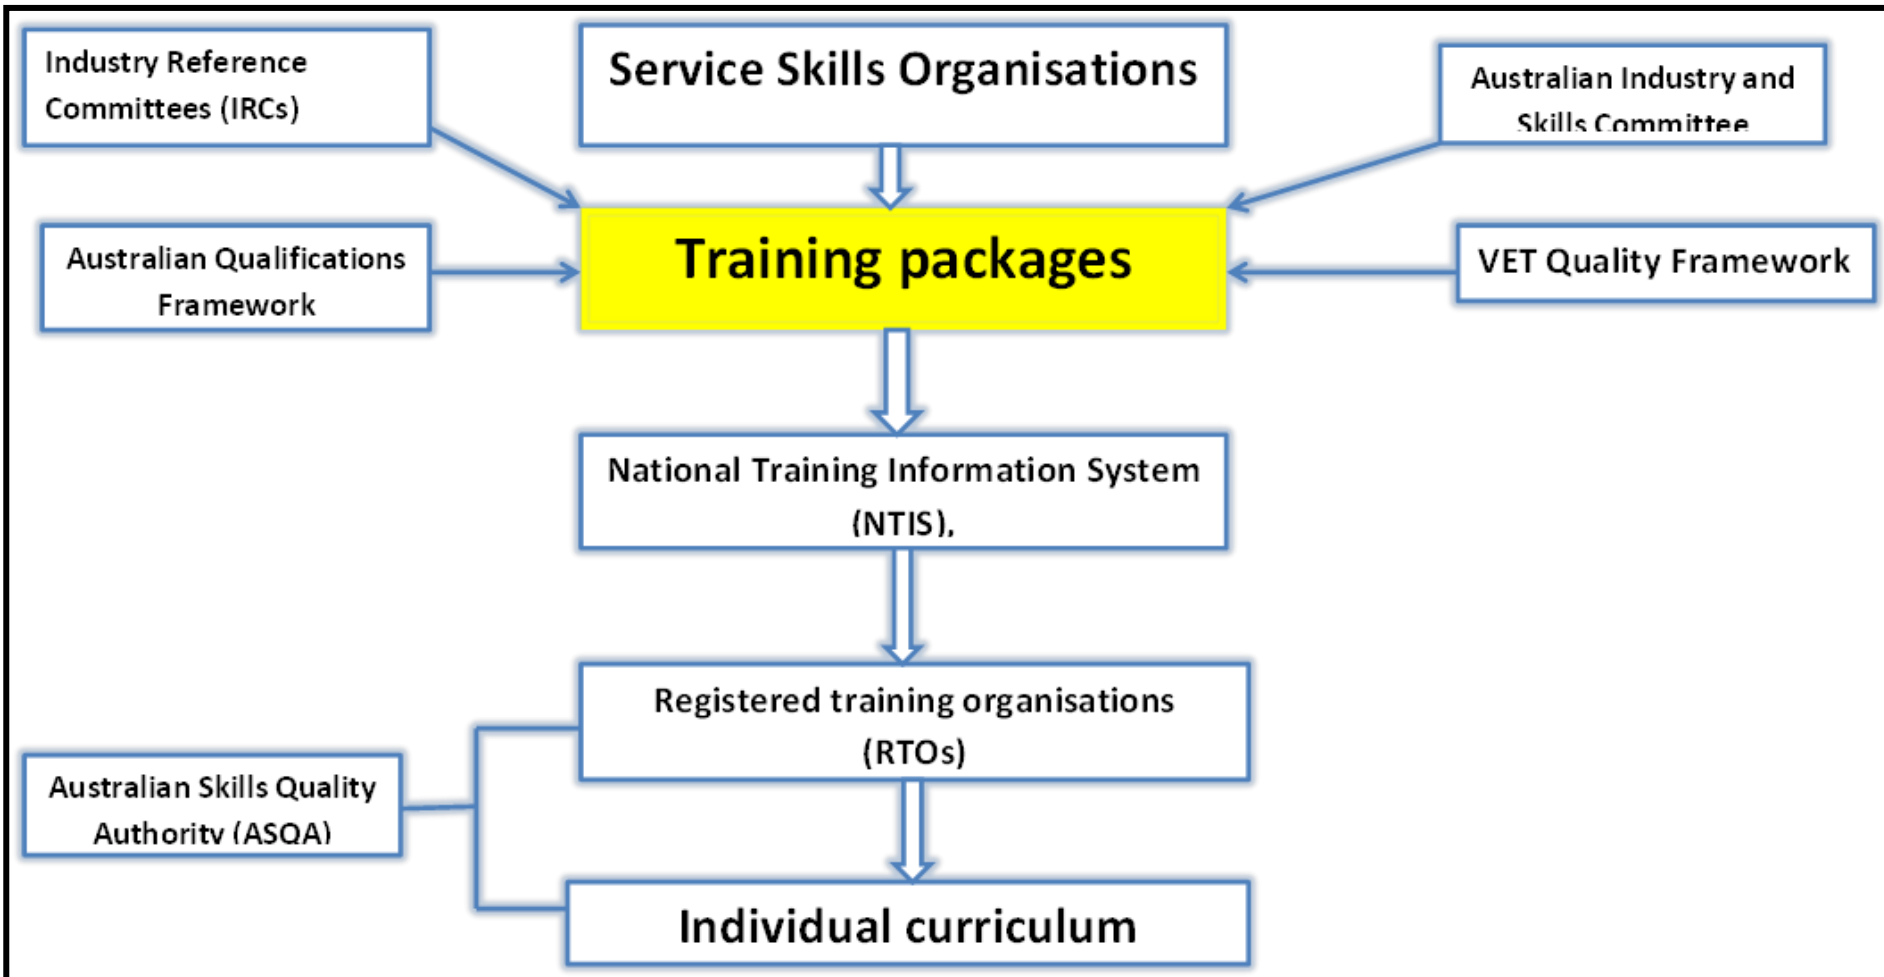 Industry Reference
Committees (IRCs)
Service Skills Organisations
Australian Industry and
Skills Committee
Australian Qualifications
Framework
Training packages
VET Quality Framework
National Training Information System
(NTIS),
Registered training organisations
(RTOs)
Australian Skills Quality
Authority (ASQA)
Individual curriculum